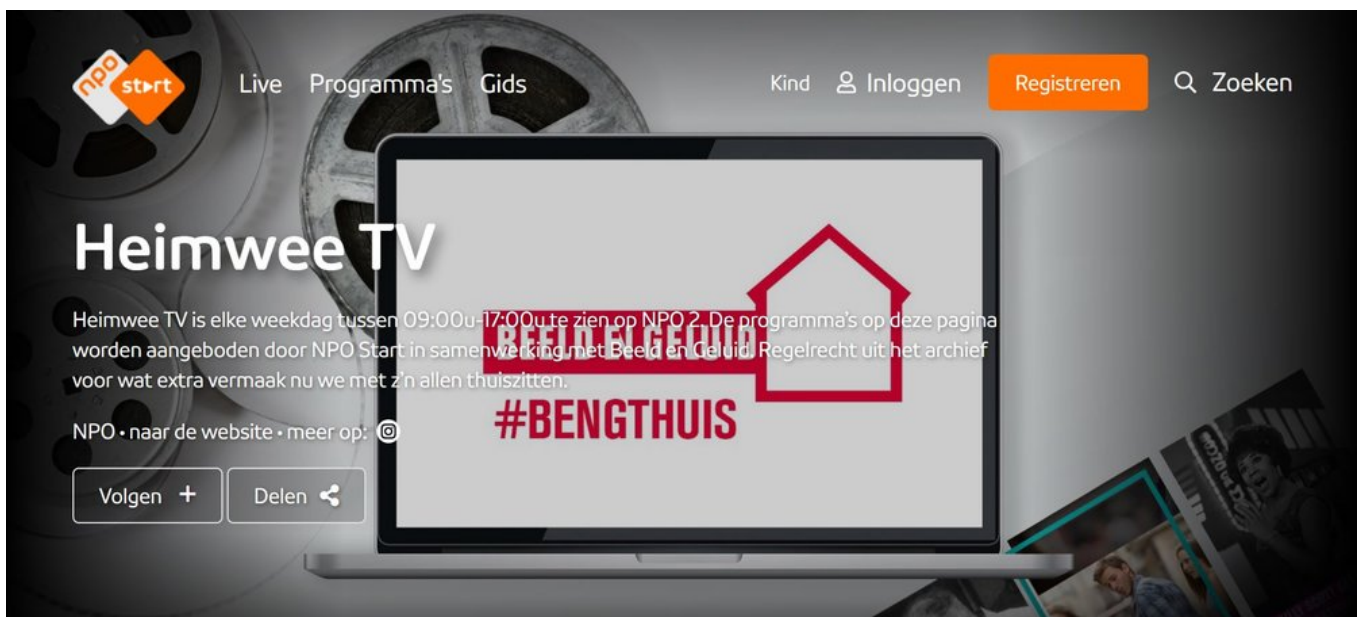 npo start
Live Programma's Gids Kind Inloggen Registreren Zoeken
Heimwee TV
Heimwee TV is elke weekdag tussen 09:00u-17:00u te zien op NPO 2. De programma's op deze pagina
worden aangeboden door NPO Start in samenwerking met Beeld en Geluid. Regelrecht uit het archief
voor wat extra vermaak nu we met z'n allen thuiszitten.
BEELD EN GELUID
#BENGTHUIS
NPO • naar de website • meer op:
Volgen + Delen